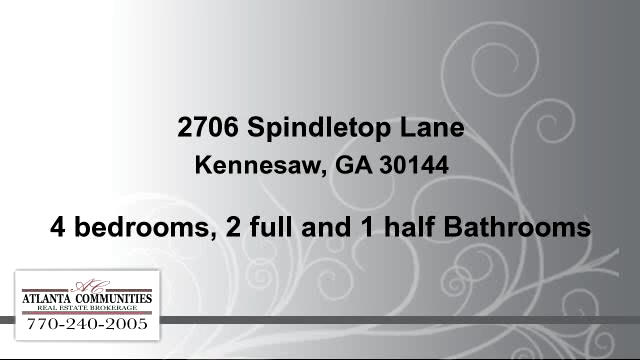 2706 Spindletop Lane
Kennesaw, GA 30144
4 bedrooms, 2 full and 1 half Bathrooms
AC
ATLANTA COMMUNITIES
REAL ESTATE BROKERAGE
770-240-2005